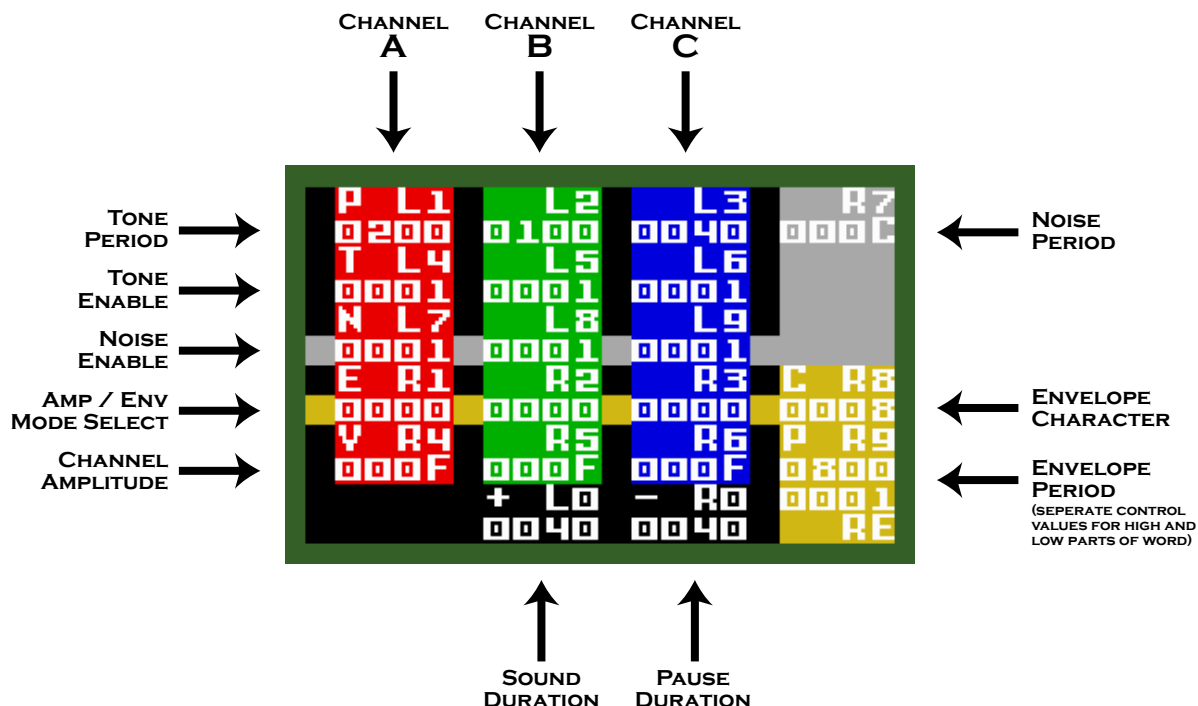 CHANNEL A
CHANNEL B
CHANNEL C
P L1 L2 L3 R7
TONE PERIOD
0200 0100 0040 000C
NOISE PERIOD
T L4 L5 L6
TONE ENABLE
0001 0001 0001
N L7 L8 L9
NOISE ENABLE
0001 0001 0001
E R1 R2 R3 C R8
AMP / ENV
MODE SELECT
0000 0000 0000 0008
ENVELOPE CHARACTER
V R4 R5 R6 P R9
CHANNEL AMPLITUDE
000F 000F 000F 0800
ENVELOPE PERIOD
(SEPERATE CONTROL
VALUES FOR HIGH AND
LOW PARTS OF WORD)
+ L0 - R0 0001
0040 0040 RE
SOUND DURATION
PAUSE DURATION